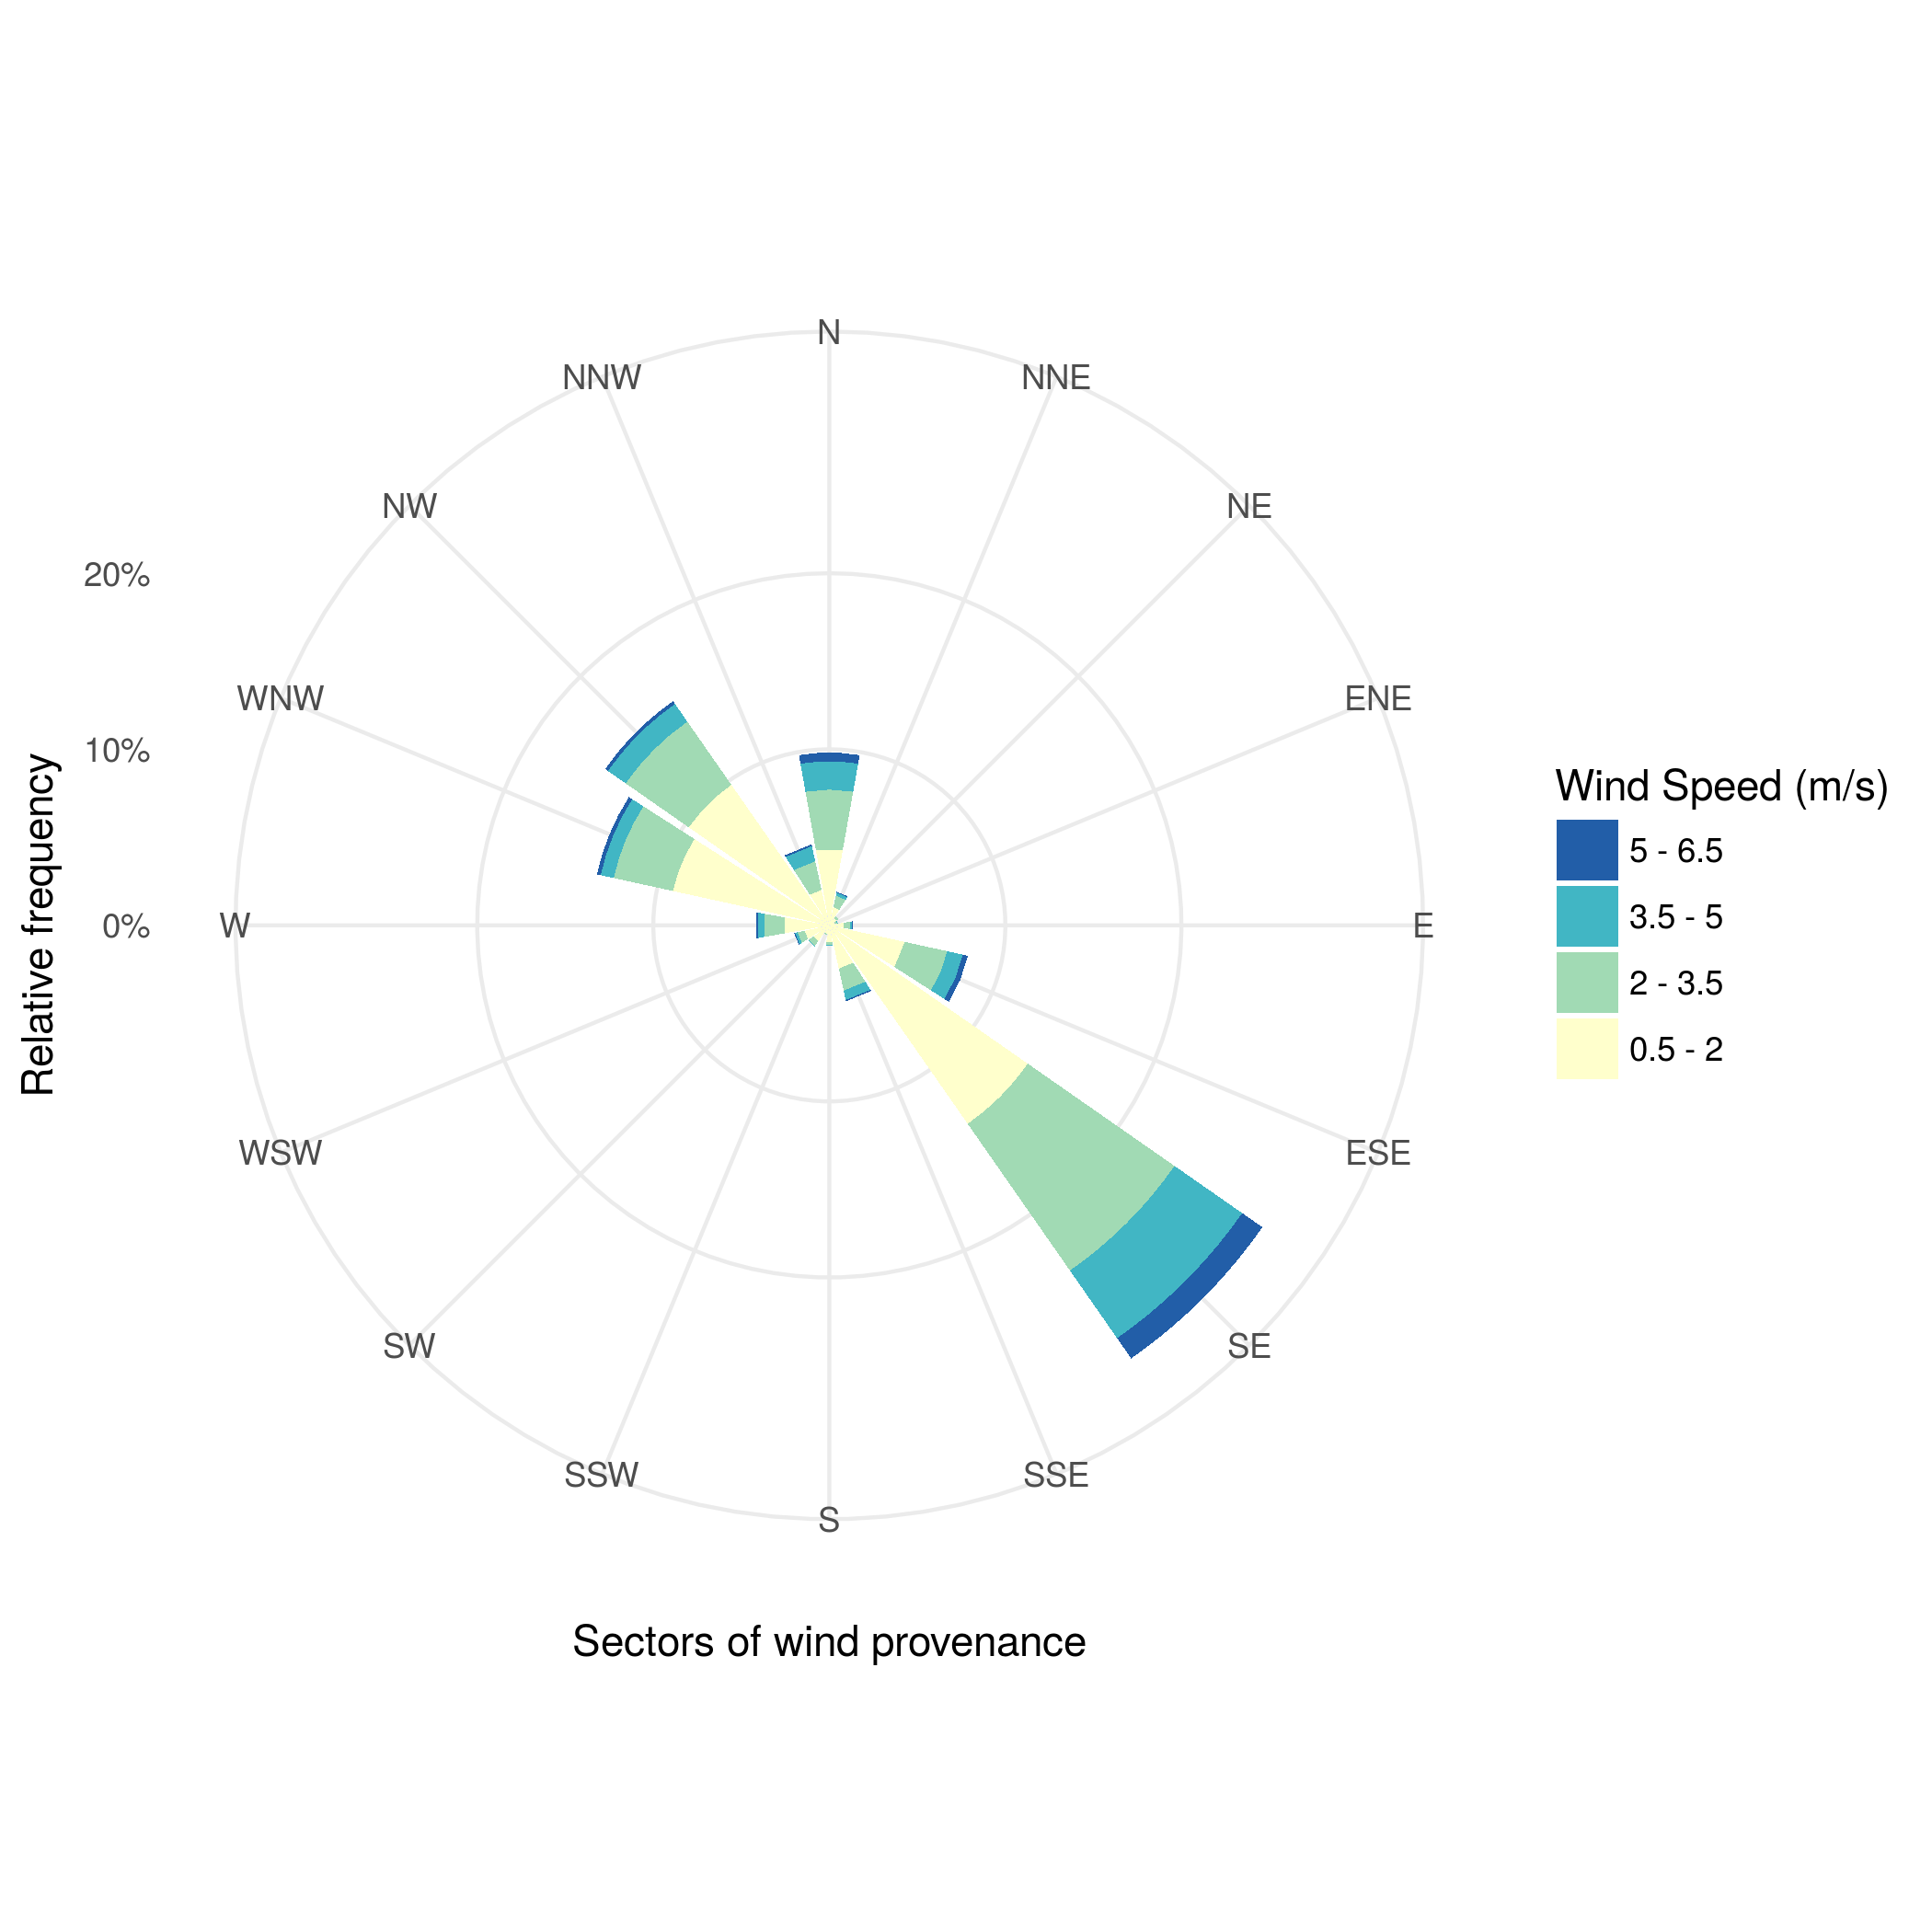 N
NNW
NNE
NW
NE
20%
WNW
ENE
10%
Relative frequency
0%
W
E
WSW
ESE
SW
SE
SSW
SSE
S
Sectors of wind provenance
Wind Speed (m/s)
5 - 6.5
3.5 - 5
2 - 3.5
0.5 - 2